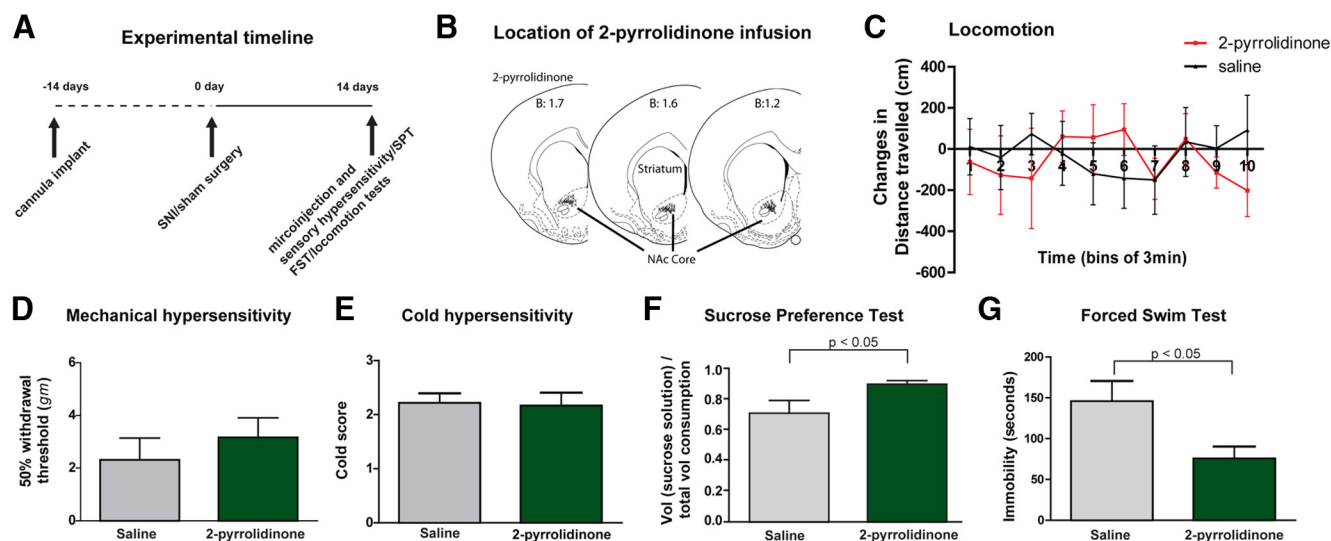 A
Experimental timeline
-14 days
0 day
14 days
cannula implant
SNI/sham surgery
mircoinjection and
sensory hypersensitivity/SPT
FST/locomotion tests
B
Location of 2-pyrrolidinone infusion
2-pyrrolidinone
B: 1.7
B: 1.6
B:1.2
Striatum
NAc Core
C
Locomotion
2-pyrrolidinone
saline
Changes in
Distance travelled (cm)
400
200
0
-200
-400
-600
1 2 3 4 5 6 7 8 9 10
Time (bins of 3min)
D
Mechanical hypersensitivity
50% withdrawal
threshold (gm)
6
4
2
0
Saline
2-pyrrolidinone
E
Cold hypersensitivity
Cold score
3
2
1
0
Saline
2-pyrrolidinone
F
Sucrose Preference Test
p < 0.05
Vol (sucrose solution) /
total vol consumption
1.0
0.8
0.6
0.4
0.2
0.0
Saline
2-pyrrolidinone
G
Forced Swim Test
p < 0.05
Immobility (seconds)
200
150
100
50
0
Saline
2-pyrrolidinone